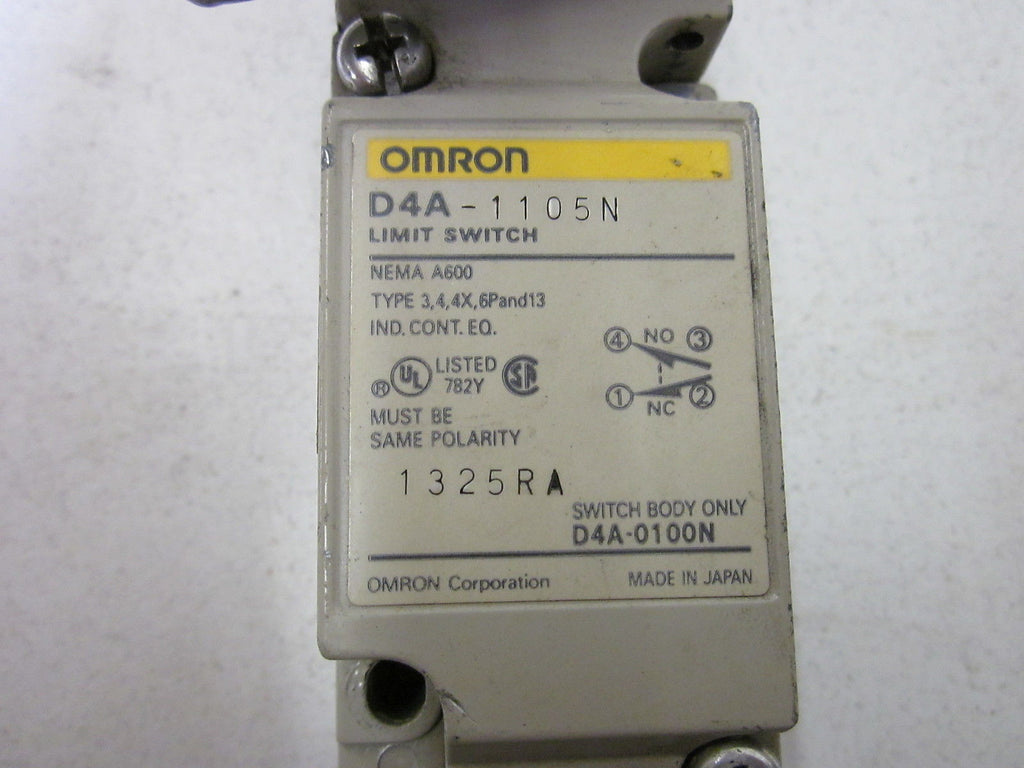 OMRON
D4A-1105N
LIMIT SWITCH
NEMA A600
TYPE 3,4,4X,6Pand13
IND. CONT. EQ.
④ NO ③
® UL LISTED 782Y SA
① NC ②
MUST BE
SAME POLARITY
1325RA
SWITCH BODY ONLY
D4A-0100N
OMRON Corporation MADE IN JAPAN